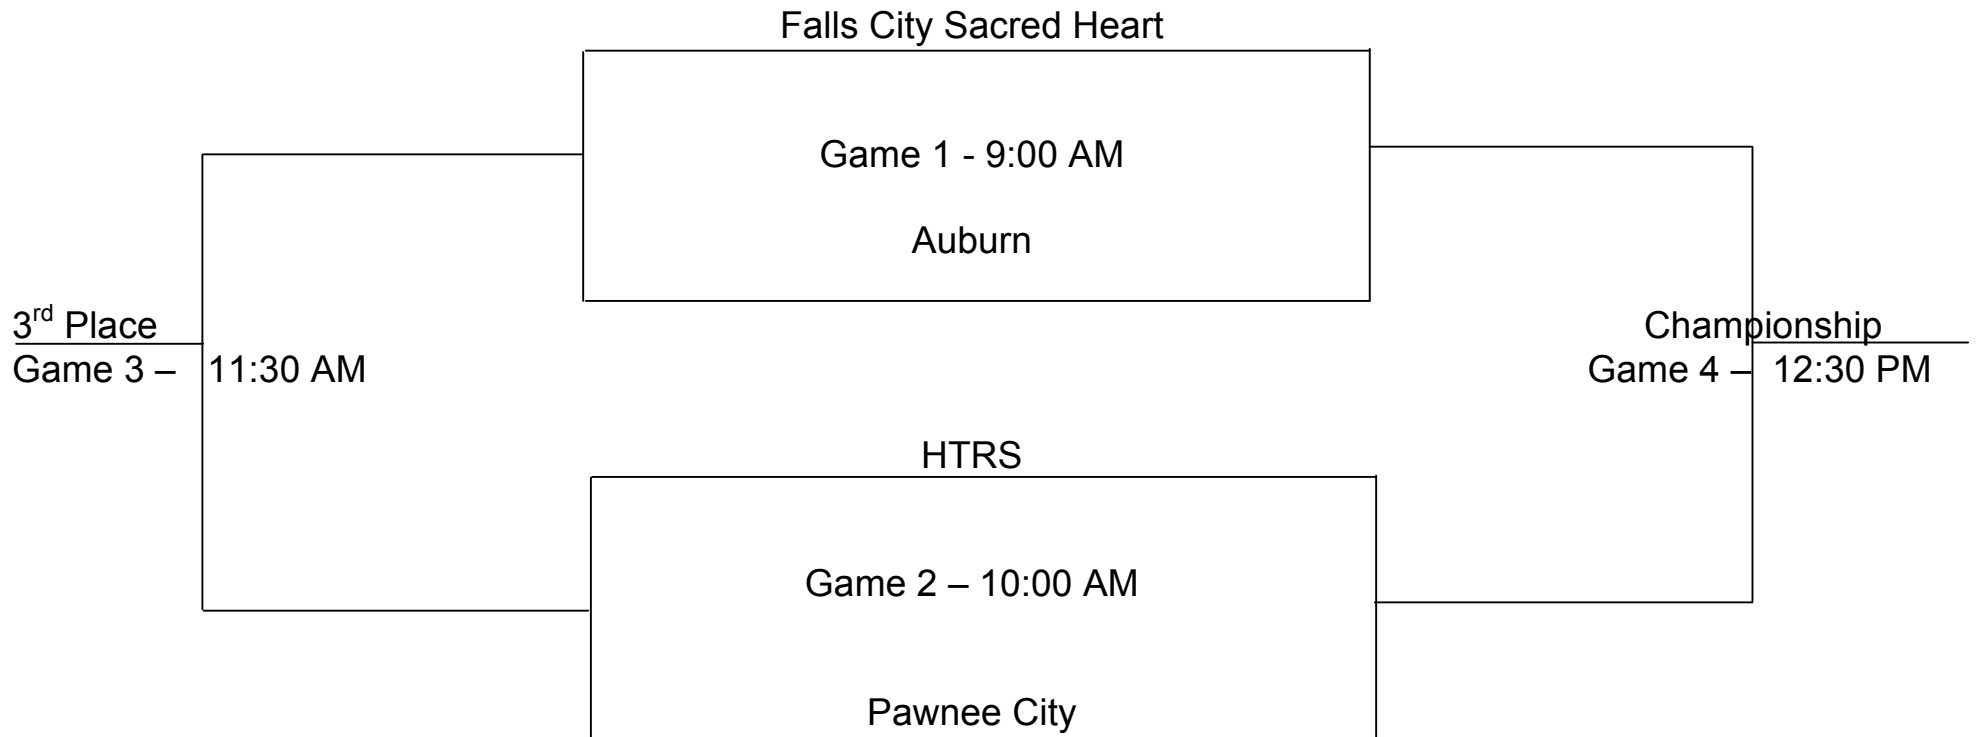 Falls City Sacred Heart
Game 1 - 9:00 AM
Auburn
3rd Place
Game 3 – 11:30 AM
Championship
Game 4 – 12:30 PM
HTRS
Game 2 – 10:00 AM
Pawnee City